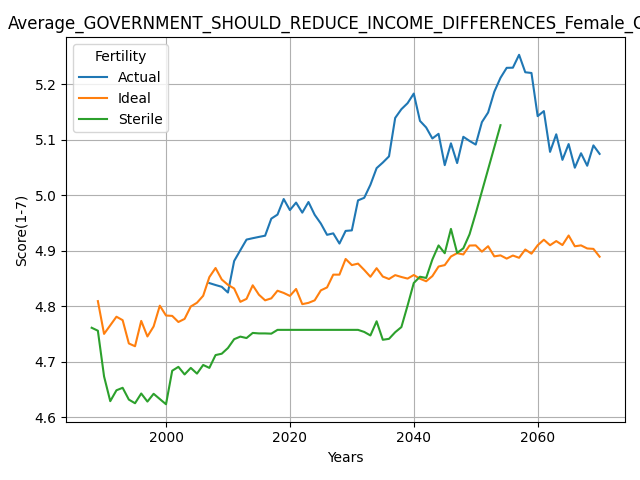 Average_GOVERNMENT_SHOULD_REDUCE_INCOME_DIFFERENCES_Female_
Fertility
Actual
Ideal
Sterile
Score(1-7)
5.2
5.1
5.0
4.9
4.8
4.7
4.6
2000 2020 2040 2060
Years